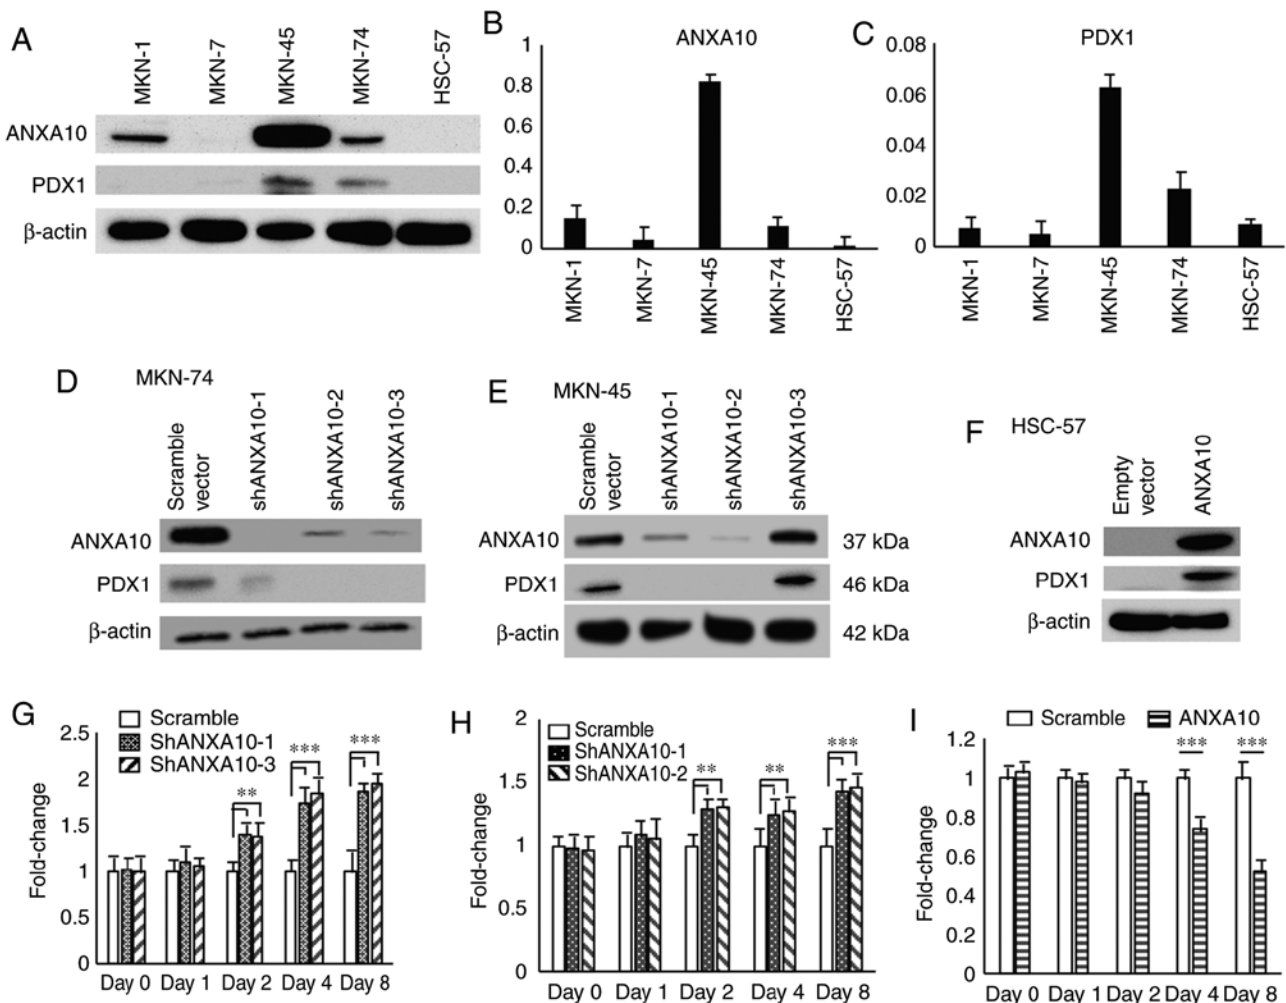 A
MKN-1
MKN-7
MKN-45
MKN-74
HSC-57
ANXA10
PDX1
β-actin
B
ANXA10
1
0.8
0.6
0.4
0.2
0
MKN-1
MKN-7
MKN-45
MKN-74
HSC-57
C
PDX1
0.08
0.06
0.04
0.02
0
MKN-1
MKN-7
MKN-45
MKN-74
HSC-57
D
MKN-74
Scramble
vector
shANXA10-1
shANXA10-2
shANXA10-3
ANXA10
PDX1
β-actin
E
MKN-45
Scramble
vector
shANXA10-1
shANXA10-2
shANXA10-3
ANXA10
37 kDa
PDX1
46 kDa
β-actin
42 kDa
F
HSC-57
Empty
vector
ANXA10
ANXA10
PDX1
β-actin
G
Scramble
ShANXA10-1
ShANXA10-3
Fold-change
2.5
2
1.5
1
0.5
0
**
***
***
Day 0
Day 1
Day 2
Day 4
Day 8
H
Scramble
ShANXA10-1
ShANXA10-2
Fold-change
2
1.5
1
0.5
0
**
**
***
Day 0
Day 1
Day 2
Day 4
Day 8
I
Scramble
ANXA10
Fold-change
1.2
1
0.8
0.6
0.4
0.2
0
***
***
Day 0
Day 1
Day 2
Day 4
Day 8